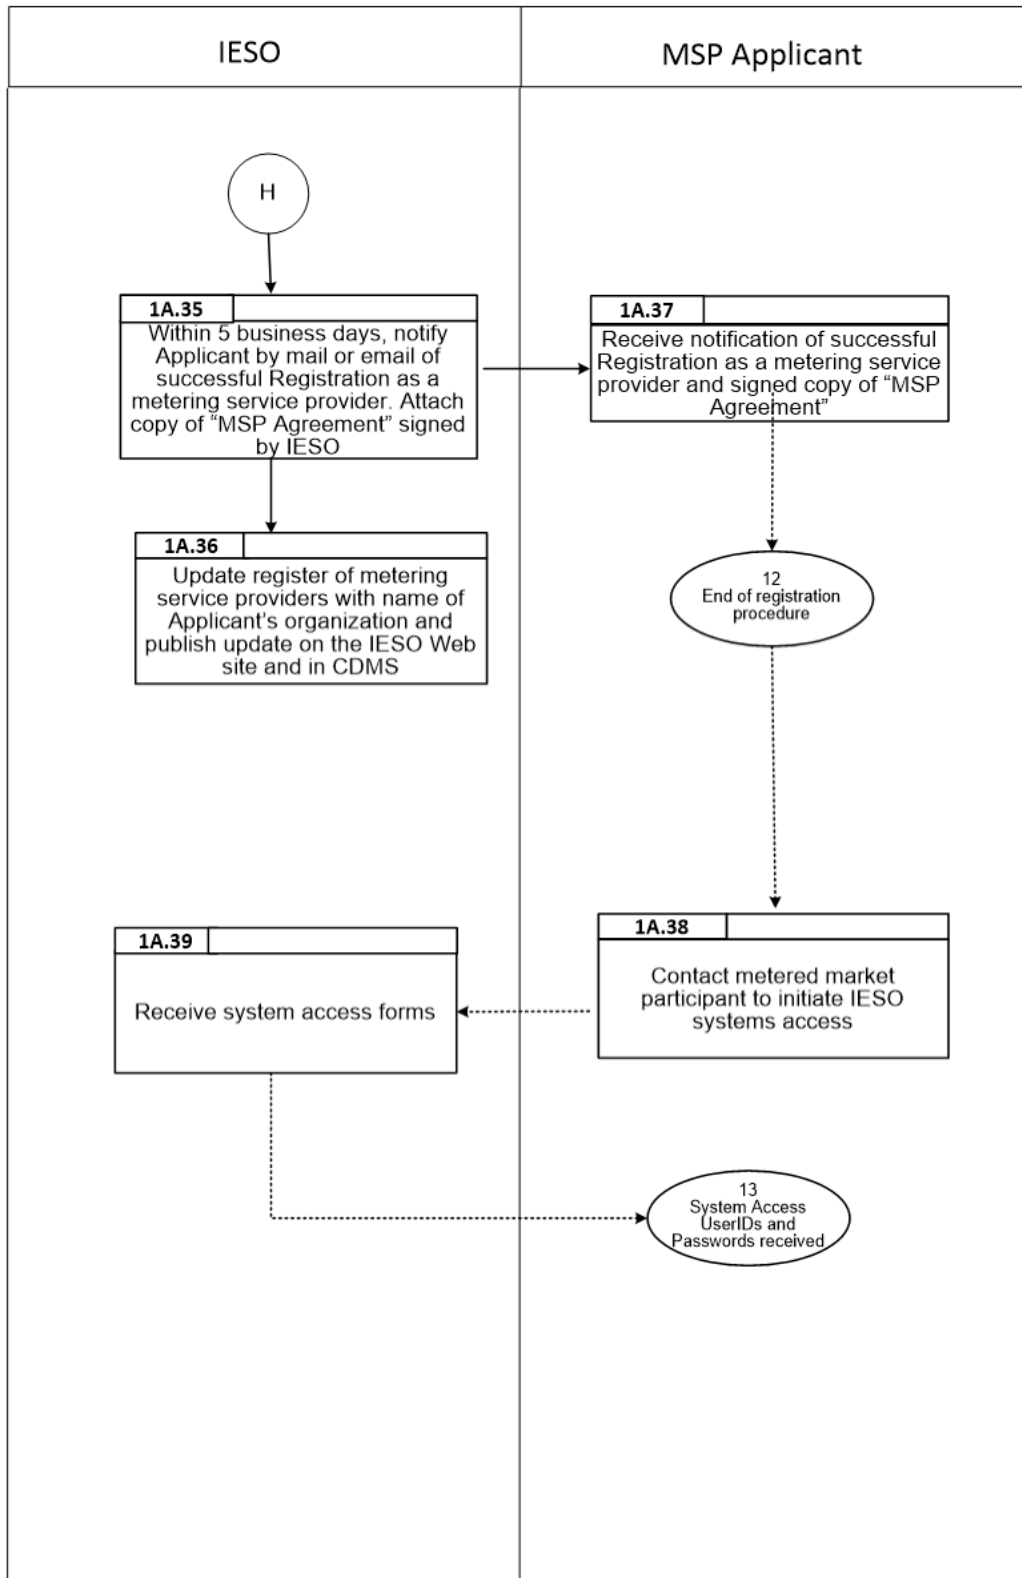 IESO
MSP Applicant
H
1A.35
Within 5 business days, notify
Applicant by mail or email of
successful Registration as a
metering service provider. Attach
copy of “MSP Agreement” signed
by IESO
1A.37
Receive notification of successful
Registration as a metering service
provider and signed copy of “MSP
Agreement”
1A.36
Update register of metering
service providers with name of
Applicant’s organization and
publish update on the IESO Web
site and in CDMS
12
End of registration
procedure
1A.39
Receive system access forms
1A.38
Contact metered market
participant to initiate IESO
systems access
13
System Access
UserIDs and
Passwords received